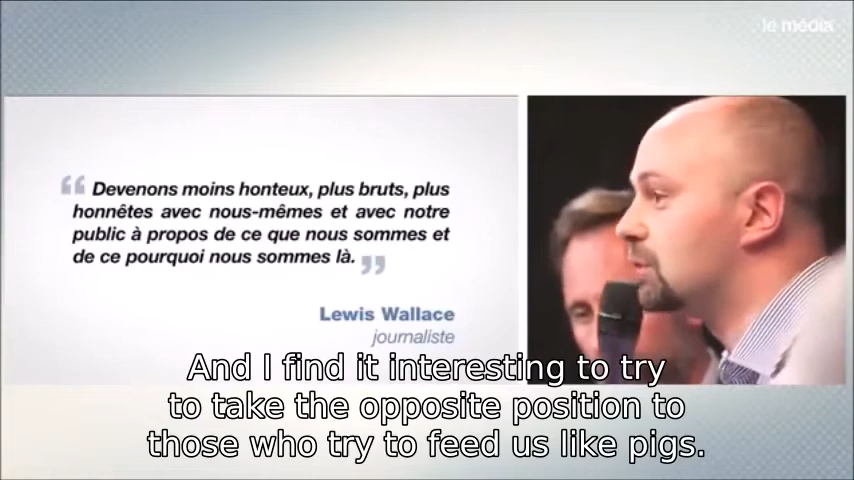 le média
“ Devenons moins honteux, plus bruts, plus
honnêtes avec nous-mêmes et avec notre
public à propos de ce que nous sommes et
de ce pourquoi nous sommes là. ”
Lewis Wallace
journaliste
And I find it interesting to try
to take the opposite position to
those who try to feed us like pigs.